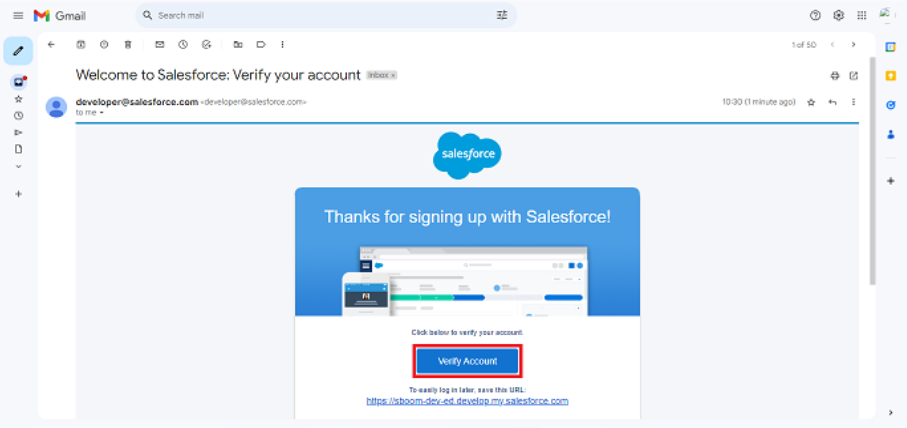 Gmail
Search mail
1 of 50
Welcome to Salesforce: Verify your account Inbox ×
developer@salesforce.com <developer@salesforce.com>
10:30 (1 minute ago)
to me
salesforce
Thanks for signing up with Salesforce!
Click below to verify your account.
Verify Account
To easily log in later, save this URL:
https://sboom-dev-ed.develop.my.salesforce.com